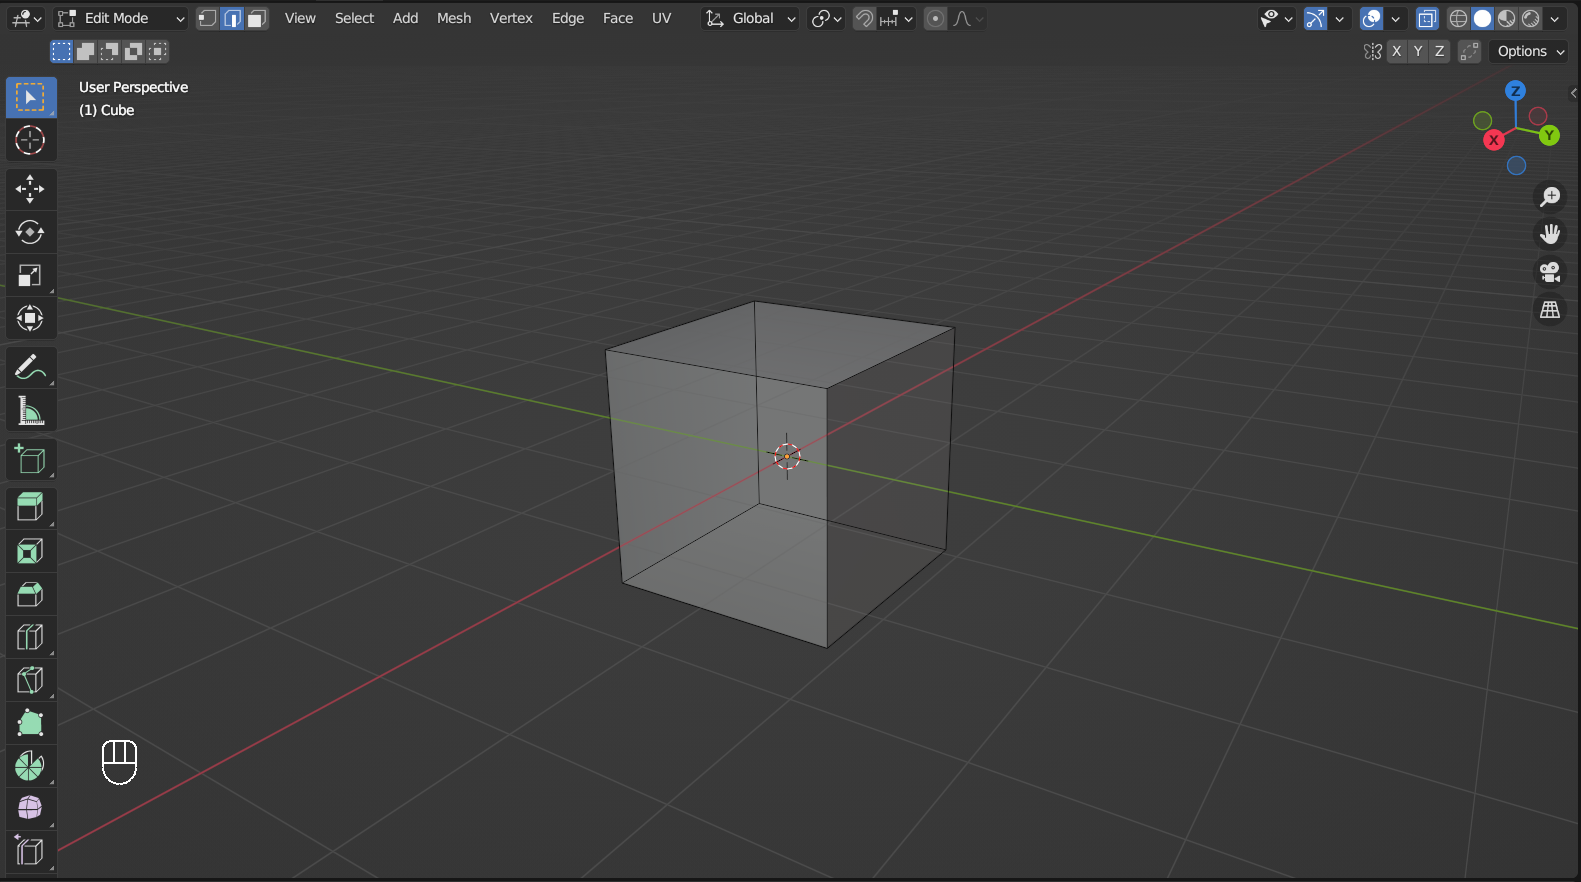 Edit Mode View Select Add Mesh Vertex Edge Face UV Global
X Y Z Options
User Perspective
(1) Cube
Z
Y
X